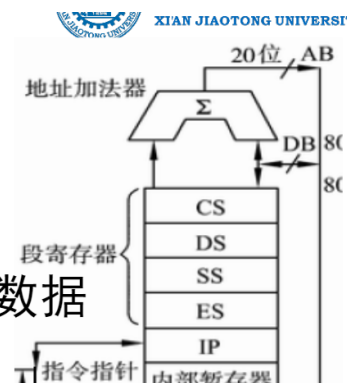 XI'AN JIAOTONG UNIVERSI
20位 AB
地址加法器
Σ
DB 80
80
CS
DS
段寄存器
SS
数据
ES
IP
指令指针
内部暂存器